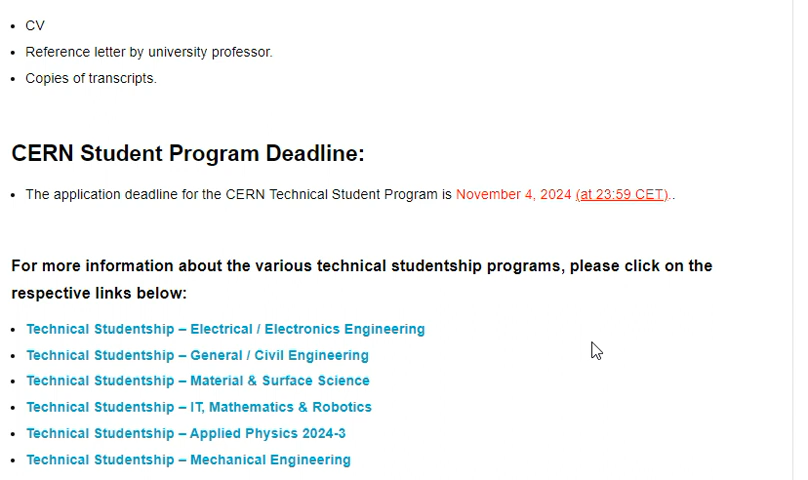 CV
Reference letter by university professor.
Copies of transcripts.
CERN Student Program Deadline:
The application deadline for the CERN Technical Student Program is November 4, 2024 (at 23:59 CET)..
For more information about the various technical studentship programs, please click on the
respective links below:
Technical Studentship – Electrical / Electronics Engineering
Technical Studentship – General / Civil Engineering
Technical Studentship – Material & Surface Science
Technical Studentship – IT, Mathematics & Robotics
Technical Studentship – Applied Physics 2024-3
Technical Studentship – Mechanical Engineering